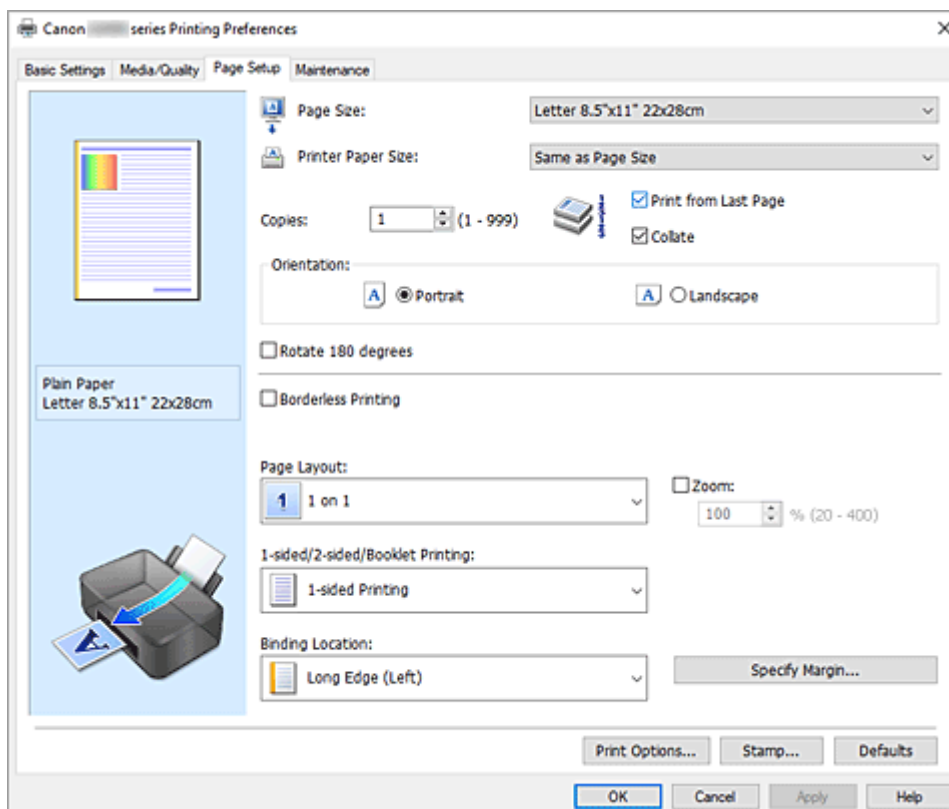 Canon series Printing Preferences
Basic Settings Media/Quality Page Setup Maintenance
Page Size: Letter 8.5"x11" 22x28cm
Printer Paper Size: Same as Page Size
Copies: 1 (1 - 999)
Print from Last Page
Collate
Orientation:
A Portrait A Landscape
Rotate 180 degrees
Plain Paper
Letter 8.5"x11" 22x28cm
Borderless Printing
Page Layout:
1 1 on 1
Zoom:
100 % (20 - 400)
1-sided/2-sided/Booklet Printing:
1-sided Printing
Binding Location:
Long Edge (Left)
Specify Margin...
A
Print Options... Stamp... Defaults
OK Cancel Apply Help